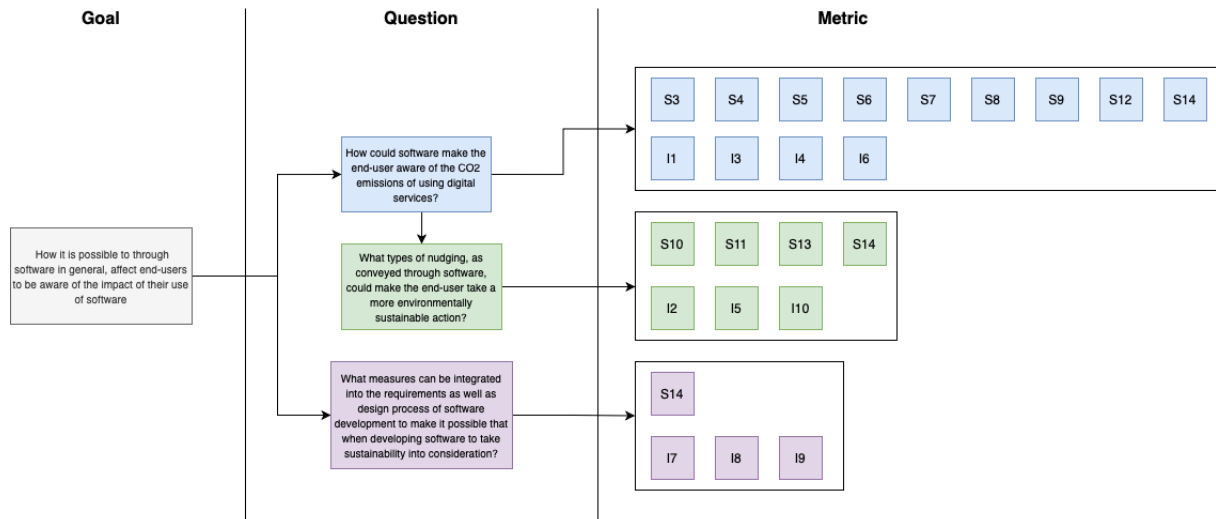 Goal
Question
Metric
How it is possible to through
software in general, affect end-users
to be aware of the impact of their use
of software
How could software make the
end-user aware of the CO2
emissions of using digital
services?
What types of nudging, as
conveyed through software,
could make the end-user take a
more environmentally
sustainable action?
What measures can be integrated
into the requirements as well as
design process of software
development to make it possible that
when developing software to take
sustainability into consideration?
S3 S4 S5 S6 S7 S8 S9 S12 S14
I1 I3 I4 I6
S10 S11 S13 S14
I2 I5 I10
S14
I7 I8 I9